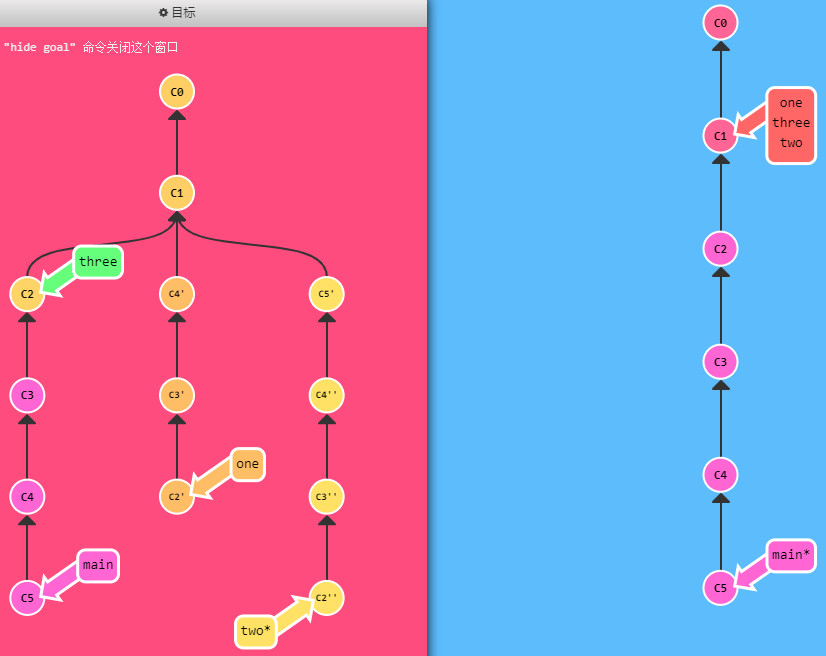 目标
"hide goal" 命令关闭这个窗口
C0
C1
three
C2
C4'
C5'
C3
C3'
C4''
one
C4
C2'
C3''
main
C5
C2''
two*
C0
one
three
two
C1
C2
C3
C4
main*
C5